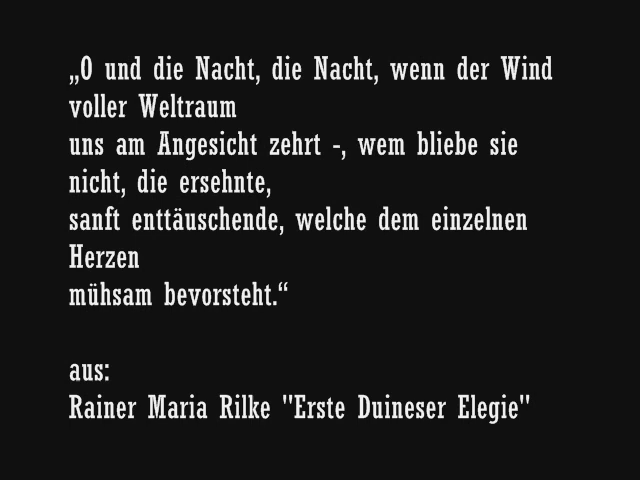 „O und die Nacht, die Nacht, wenn der Wind
voller Weltraum
uns am Angesicht zehrt -, wem bliebe sie
nicht, die ersehnte,
sanft enttäuschende, welche dem einzelnen
Herzen
mühsam bevorsteht.“
aus:
Rainer Maria Rilke "Erste Duineser Elegie"